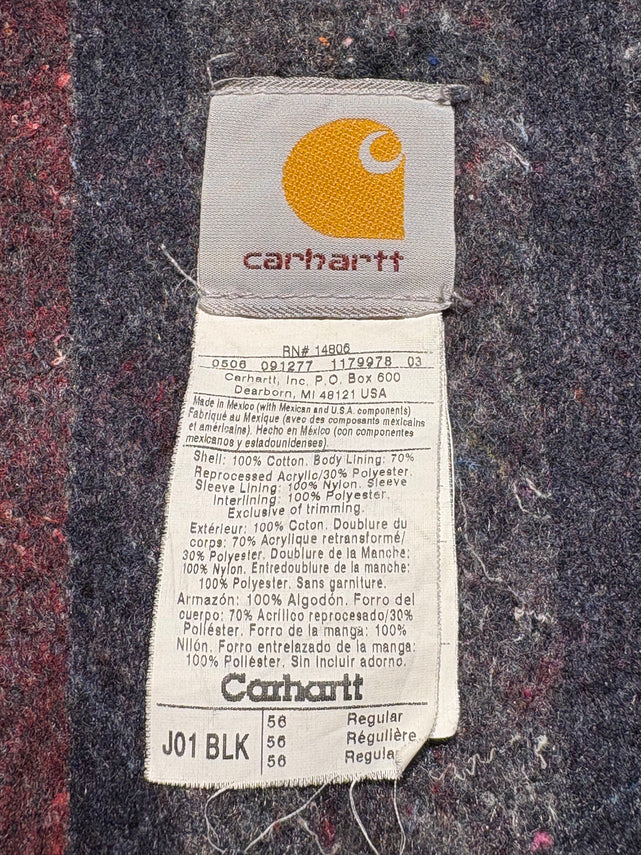 carhartt
RN# 14806
0506 091277 1179978 03
Carhartt, Inc. P.O. Box 600
Dearborn, MI 48121 USA
Made in Mexico (with Mexican and U.S.A. components)
Fabriqué au Mexique (avec des composants méxicains
et américains). Hecho en México (con componentes
mexicanos y estadounidenses).
Shell: 100% Cotton. Body Lining: 70%
Reprocessed Acrylic/30% Polyester.
Sleeve Lining: 100% Nylon. Sleeve
Interlining: 100% Polyester.
Exclusive of trimming.
Extérieur: 100% Coton. Doublure du
corps: 70% Acryllique retransformé/
30% Polyester. Doublure de la Manche:
100% Nylon. Entredoublure de la manche:
100% Polyester. Sans garniture.
Armazón: 100% Algodón. Forro del
cuerpo: 70% Acrílico reprocesado/30%
Poliéster. Forro de la manga: 100%
Nilón. Forro entrelazado de la manga:
100% Poliéster. Sin incluir adorno.
Carhartt
J01 BLK
56 Regular
56 Régulière
56 Regular